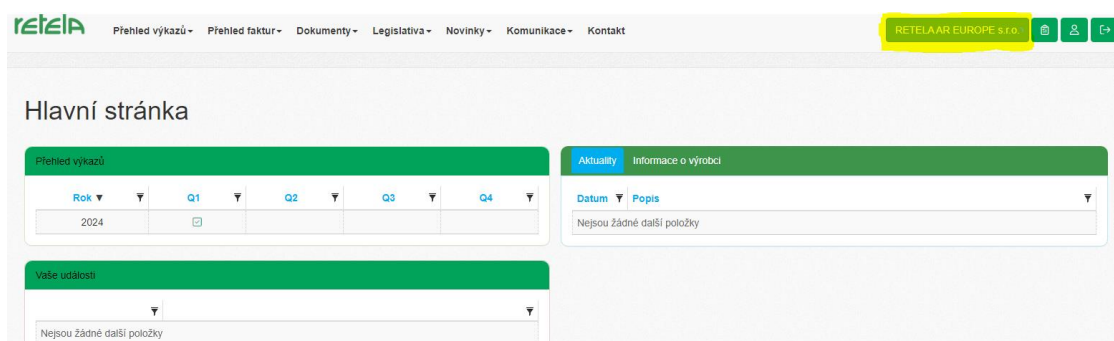 retela
Přehled výkazů Přehled faktur Dokumenty Legislativa Novinky Komunikace Kontakt
RETELA AR EUROPE s.r.o.
Hlavní stránka
Přehled výkazů
Rok Q1 Q2 Q3 Q4
2024
Aktuality Informace o výrobci
Datum Popis
Nejsou žádné další položky
Vaše události
Nejsou žádné další položky